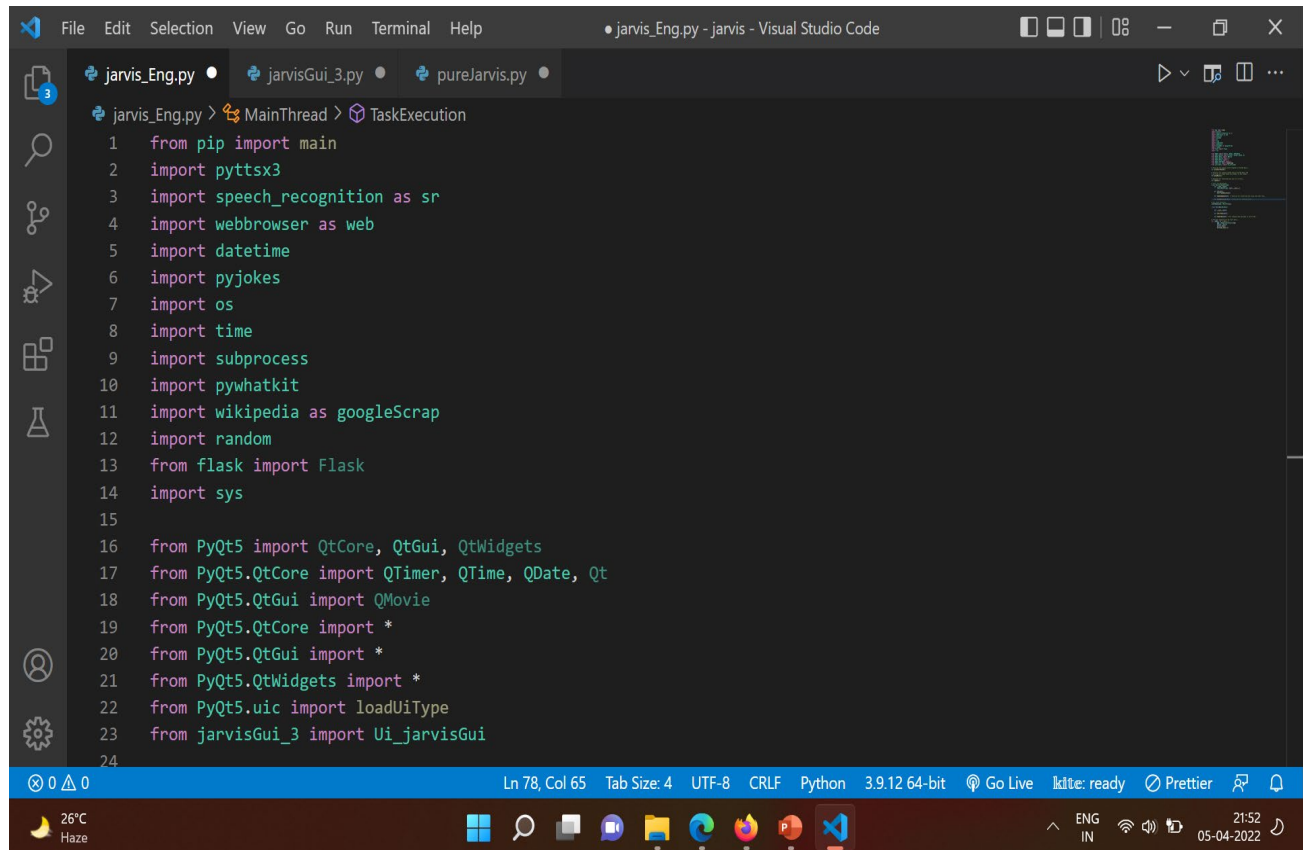 File Edit Selection View Go Run Terminal Help ● jarvis_Eng.py - jarvis - Visual Studio Code
jarvis_Eng.py ● jarvisGui_3.py ● pureJarvis.py ●
jarvis_Eng.py > MainThread > TaskExecution
3
1 from pip import main
2 import pyttsx3
3 import speech_recognition as sr
4 import webbrowser as web
5 import datetime
6 import pyjokes
7 import os
8 import time
9 import subprocess
10 import pywhatkit
11 import wikipedia as googleScrap
12 import random
13 from flask import Flask
14 import sys
15
16 from PyQt5 import QtCore, QtGui, QtWidgets
17 from PyQt5.QtCore import QTimer, QTime, QDate, Qt
18 from PyQt5.QtGui import QMovie
19 from PyQt5.QtCore import *
20 from PyQt5.QtGui import *
21 from PyQt5.QtWidgets import *
22 from PyQt5.uic import loadUiType
23 from jarvisGui_3 import Ui_jarvisGui
24
0 0 Ln 78, Col 65 Tab Size: 4 UTF-8 CRLF Python 3.9.12 64-bit Go Live kite: ready Prettier
26°C ENG 21:52
Haze IN 05-04-2022